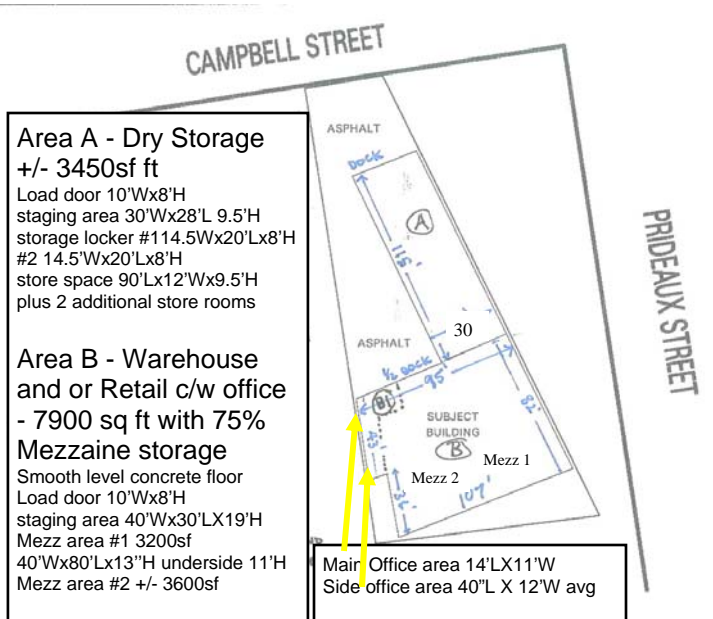 CAMPBELL STREET
Area A - Dry Storage
+/- 3450sf ft
Load door 10'Wx8'H
staging area 30'Wx28'L 9.5'H
storage locker #114.5Wx20'Lx8'H
#2 14.5'Wx20'Lx8'H
store space 90'Lx12'Wx9.5'H
plus 2 additional store rooms
Area B - Warehouse
and or Retail c/w office
- 7900 sq ft with 75%
Mezzaine storage
Smooth level concrete floor
Load door 10'Wx8'H
staging area 40'Wx30'LX19'H
Mezz area #1 3200sf
40'Wx80'Lx13''H underside 11'H
Mezz area #2 +/- 3600sf
ASPHALT
DOCK
A
115'
30
ASPHALT
½ DOCK
95'
B1
82'
43'
SUBJECT
BUILDING
B
Mezz 1
Mezz 2
107'
PRIDEAUX STREET
Main Office area 14'LX11'W
Side office area 40"L X 12'W avg